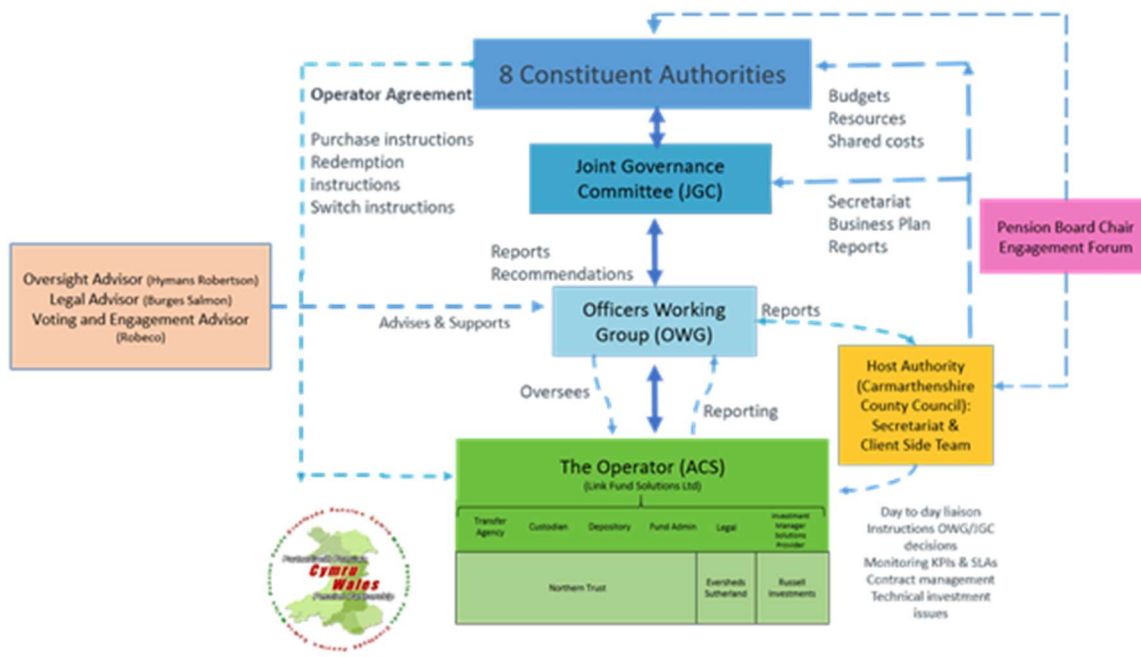 8 Constituent Authorities
Operator Agreement
Purchase instructions
Redemption
instructions
Switch instructions
Budgets
Resources
Shared costs
Joint Governance
Committee (JGC)
Secretariat
Business Plan
Reports
Pension Board Chair
Engagement Forum
Reports
Recommendations
Oversight Advisor (Hymans Robertson)
Legal Advisor (Burges Salmon)
Voting and Engagement Advisor
(Robeco)
Advises & Supports
Officers Working
Group (OWG)
Reports
Host Authority
(Carmarthenshire
County Council):
Secretariat &
Client Side Team
Oversees
Reporting
The Operator (ACS)
(Link Fund Solutions Ltd)
Transfer
Agency
Custodian
Depository
Fund Admin
Legal
Investment
Manager
Solutions
Provider
Northern Trust
Eversheds
Sutherland
Russell
Investments
Day to day liaison
Instructions OWG/JGC
decisions
Monitoring KPIs & SLAs
Contract management
Technical investment
issues
Cymru
Wales